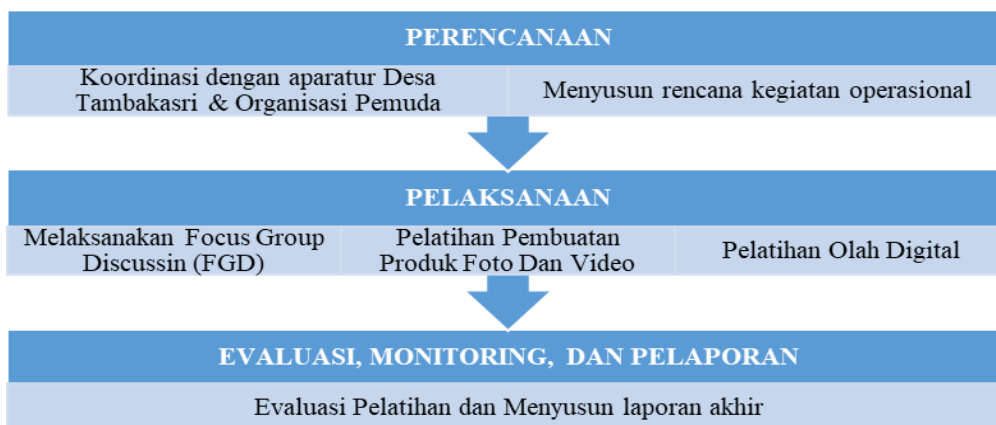 PERENCANAAN
Koordinasi dengan aparatur Desa
Tambakasri & Organisasi Pemuda
Menyusun rencana kegiatan operasional
PELAKSANAAN
Melaksanakan Focus Group
Discussin (FGD)
Pelatihan Pembuatan
Produk Foto Dan Video
Pelatihan Olah Digital
EVALUASI, MONITORING, DAN PELAPORAN
Evaluasi Pelatihan dan Menyusun laporan akhir